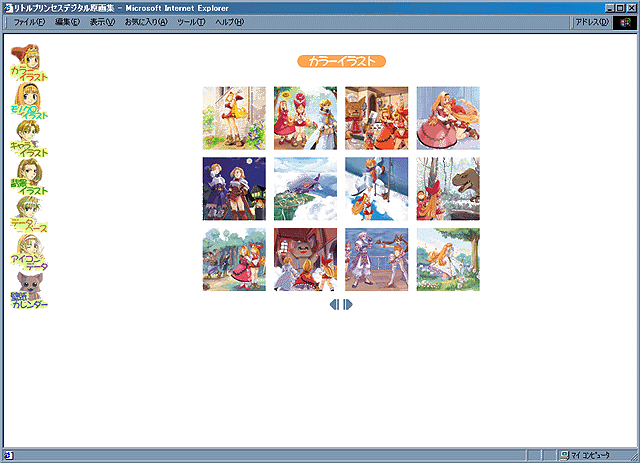 リトルプリンセスデジタル原画集 - Microsoft Internet Explorer
ファイル(F) 編集(E) 表示(V) お気に入り(A) ツール(T) ヘルプ(H) アドレス(D)
カラーイラスト
カラー
イラスト
モノクロ
イラスト
キャラ
イラスト
背景
イラスト
データ
ベース
アイコン
データ
壁紙
カレンダー
マイ コンピュータ